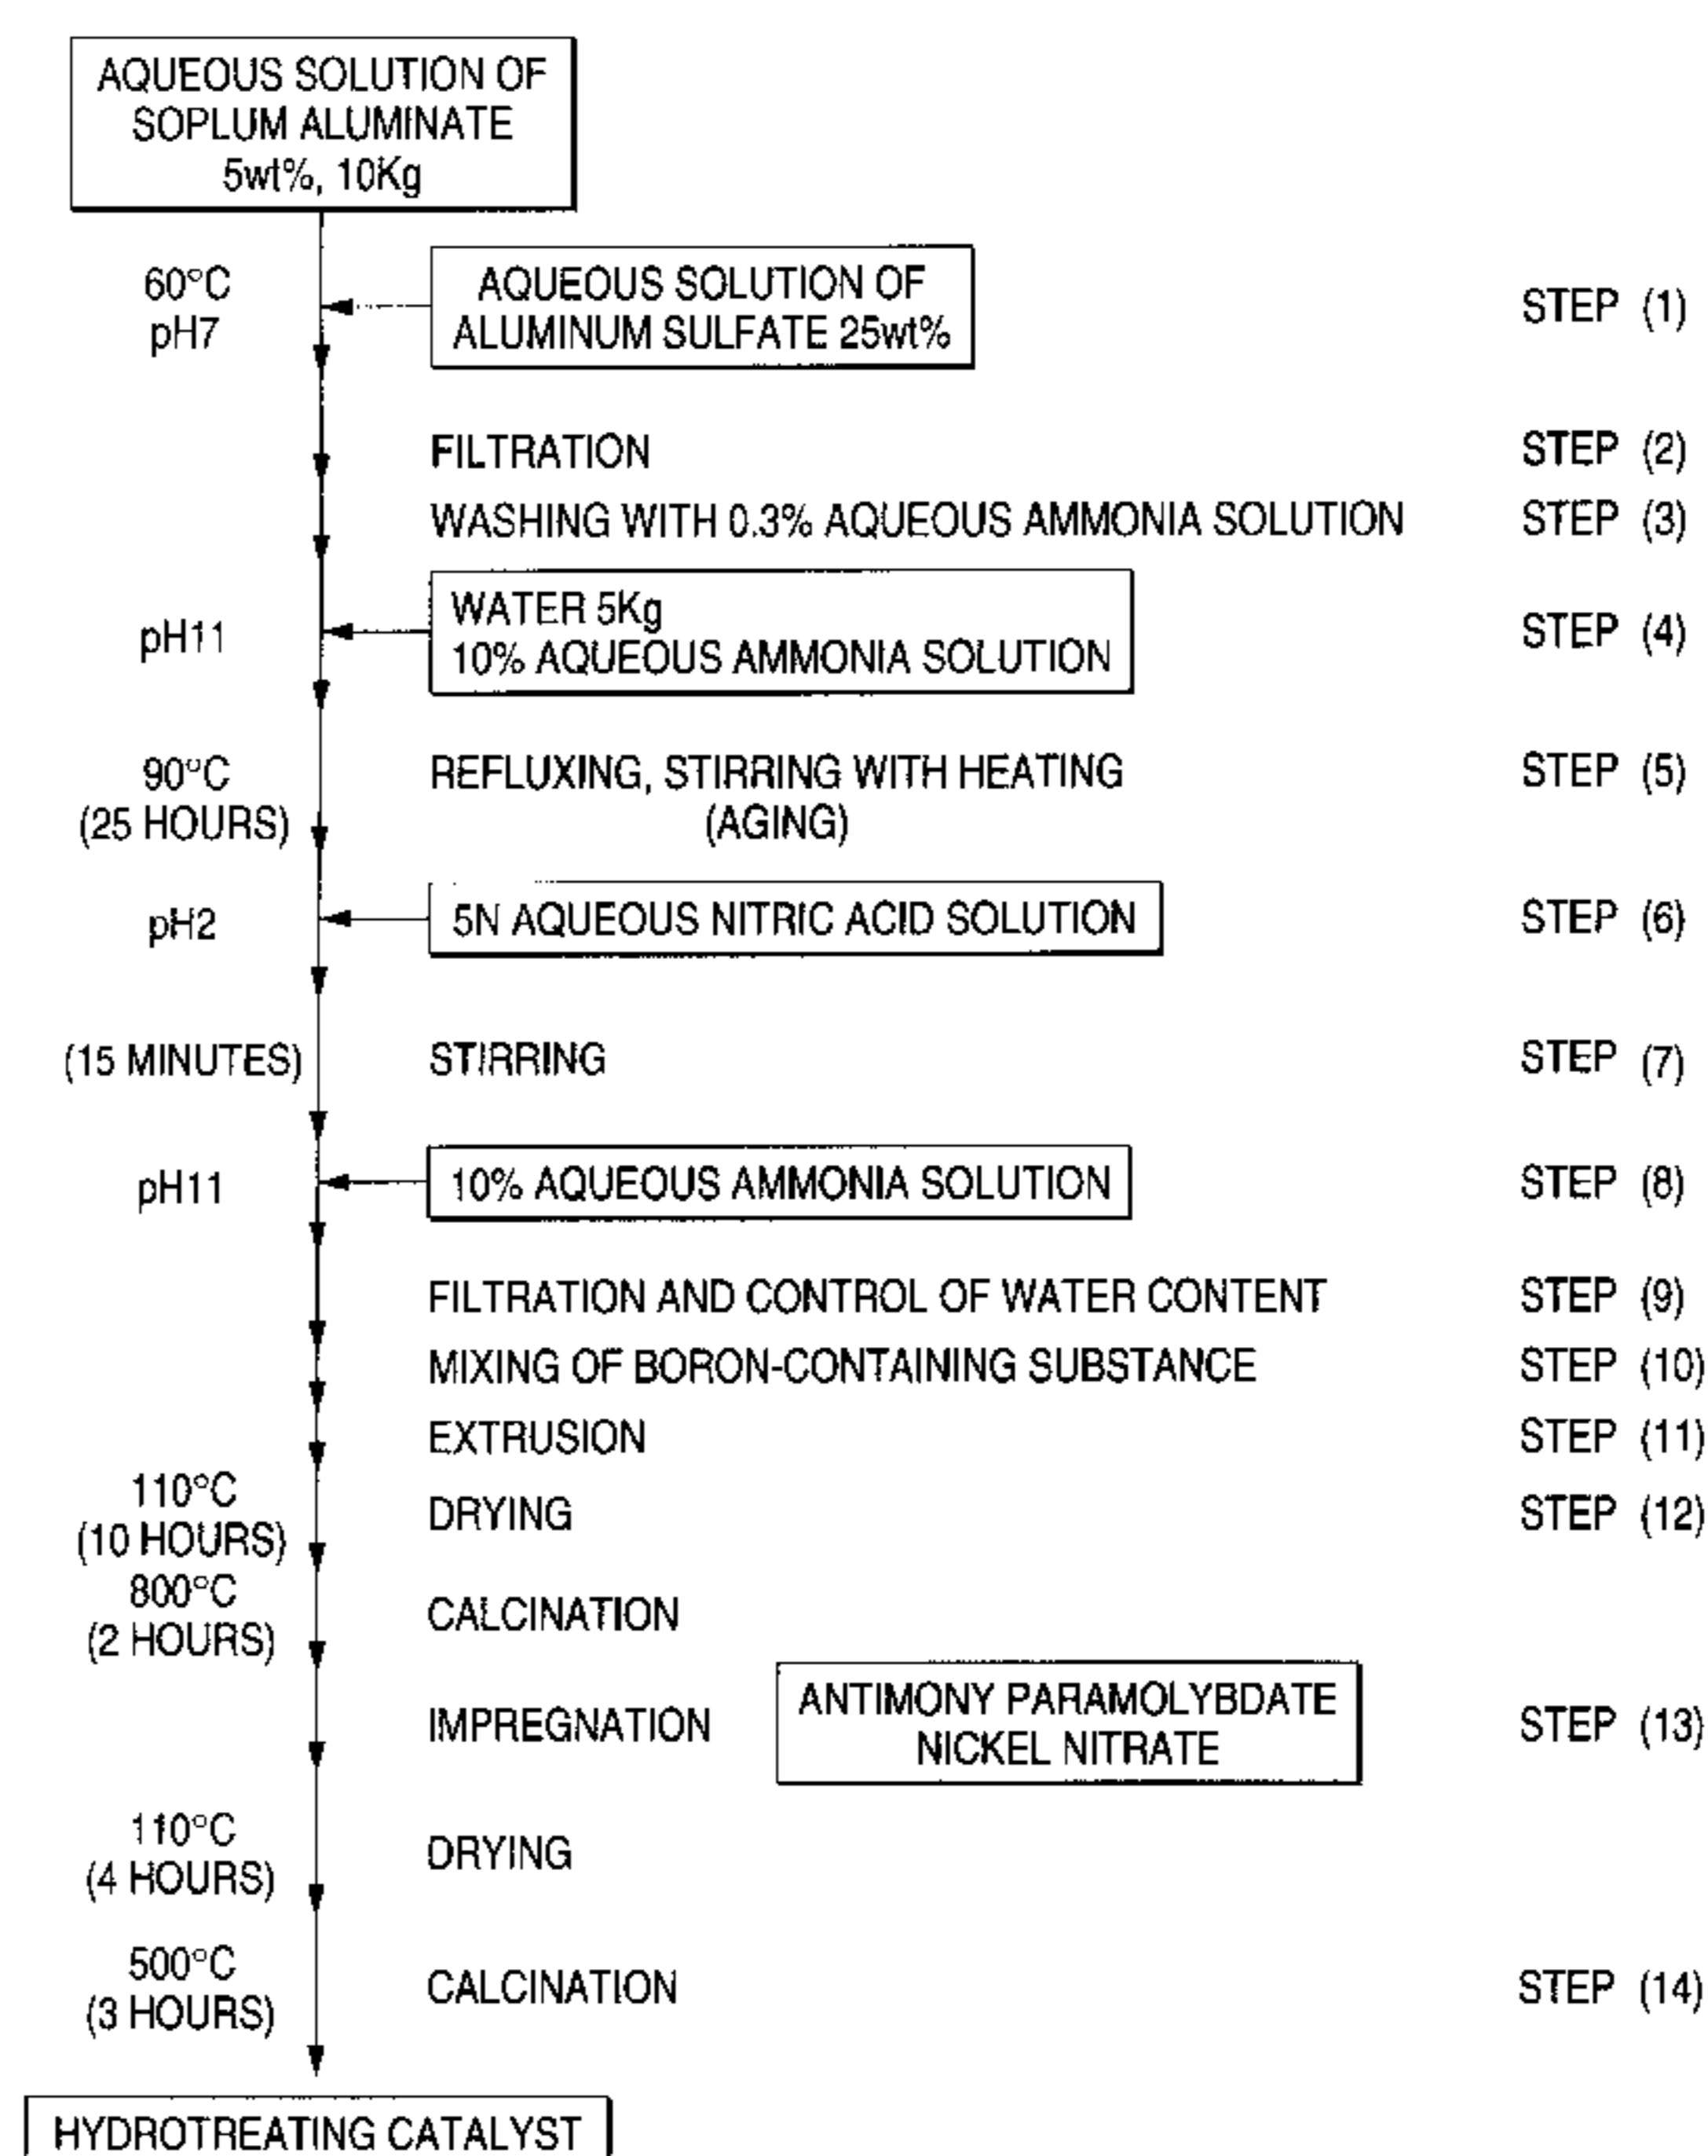 AQUEOUS SOLUTION OF
SOPLUM ALUMINATE
5wt%, 10Kg
60°C
pH7
AQUEOUS SOLUTION OF
ALUMINUM SULFATE 25wt%
STEP (1)
FILTRATION
STEP (2)
WASHING WITH 0.3% AQUEOUS AMMONIA SOLUTION
STEP (3)
pH11
WATER 5Kg
10% AQUEOUS AMMONIA SOLUTION
STEP (4)
90°C
(25 HOURS)
REFLUXING, STIRRING WITH HEATING
(AGING)
STEP (5)
pH2
5N AQUEOUS NITRIC ACID SOLUTION
STEP (6)
(15 MINUTES)
STIRRING
STEP (7)
pH11
10% AQUEOUS AMMONIA SOLUTION
STEP (8)
FILTRATION AND CONTROL OF WATER CONTENT
STEP (9)
MIXING OF BORON-CONTAINING SUBSTANCE
STEP (10)
EXTRUSION
STEP (11)
110°C
(10 HOURS)
DRYING
STEP (12)
800°C
(2 HOURS)
CALCINATION
IMPREGNATION
ANTIMONY PARAMOLYBDATE
NICKEL NITRATE
STEP (13)
110°C
(4 HOURS)
DRYING
500°C
(3 HOURS)
CALCINATION
STEP (14)
HYDROTREATING CATALYST